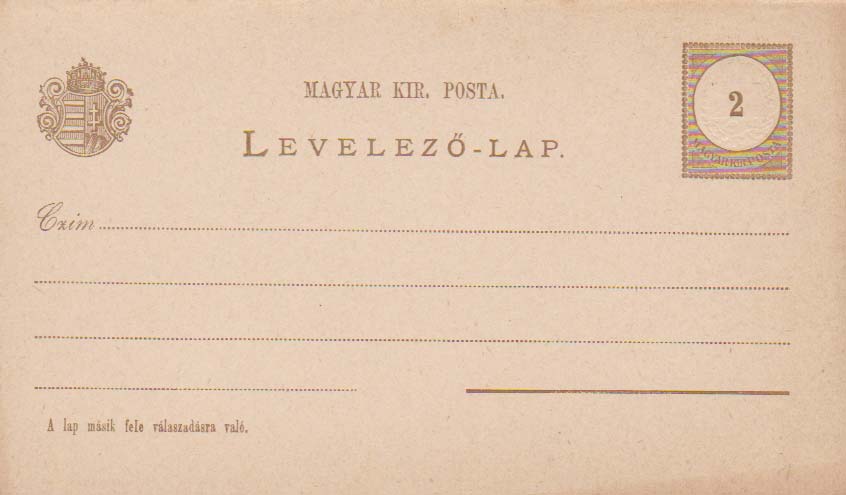 MAGYAR KIR. POSTA.
2
MAGYAR KIR. POSTA
LEVELEZŐ-LAP.
Czim
A lap másik fele válaszadásra való.